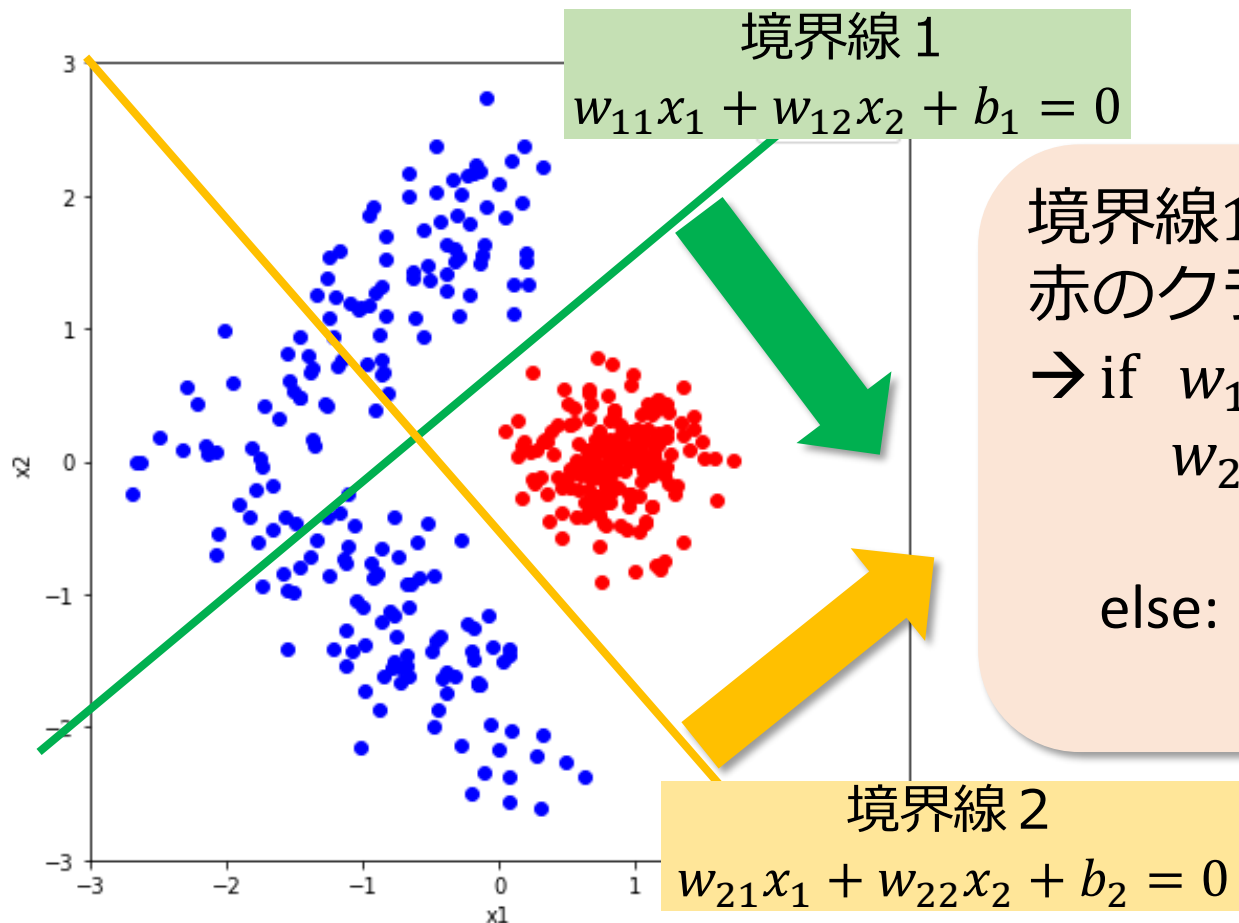 境界線1
w₁₁x₁ + w₁₂x₂ + b₁ = 0
3
2
1
0
−1
−2
−3
x2
−3
−2
−1
0
1
x1
境界線1
赤のク
→ if w₁
w₂
else:
境界線2
w₂₁x₁ + w₂₂x₂ + b₂ = 0